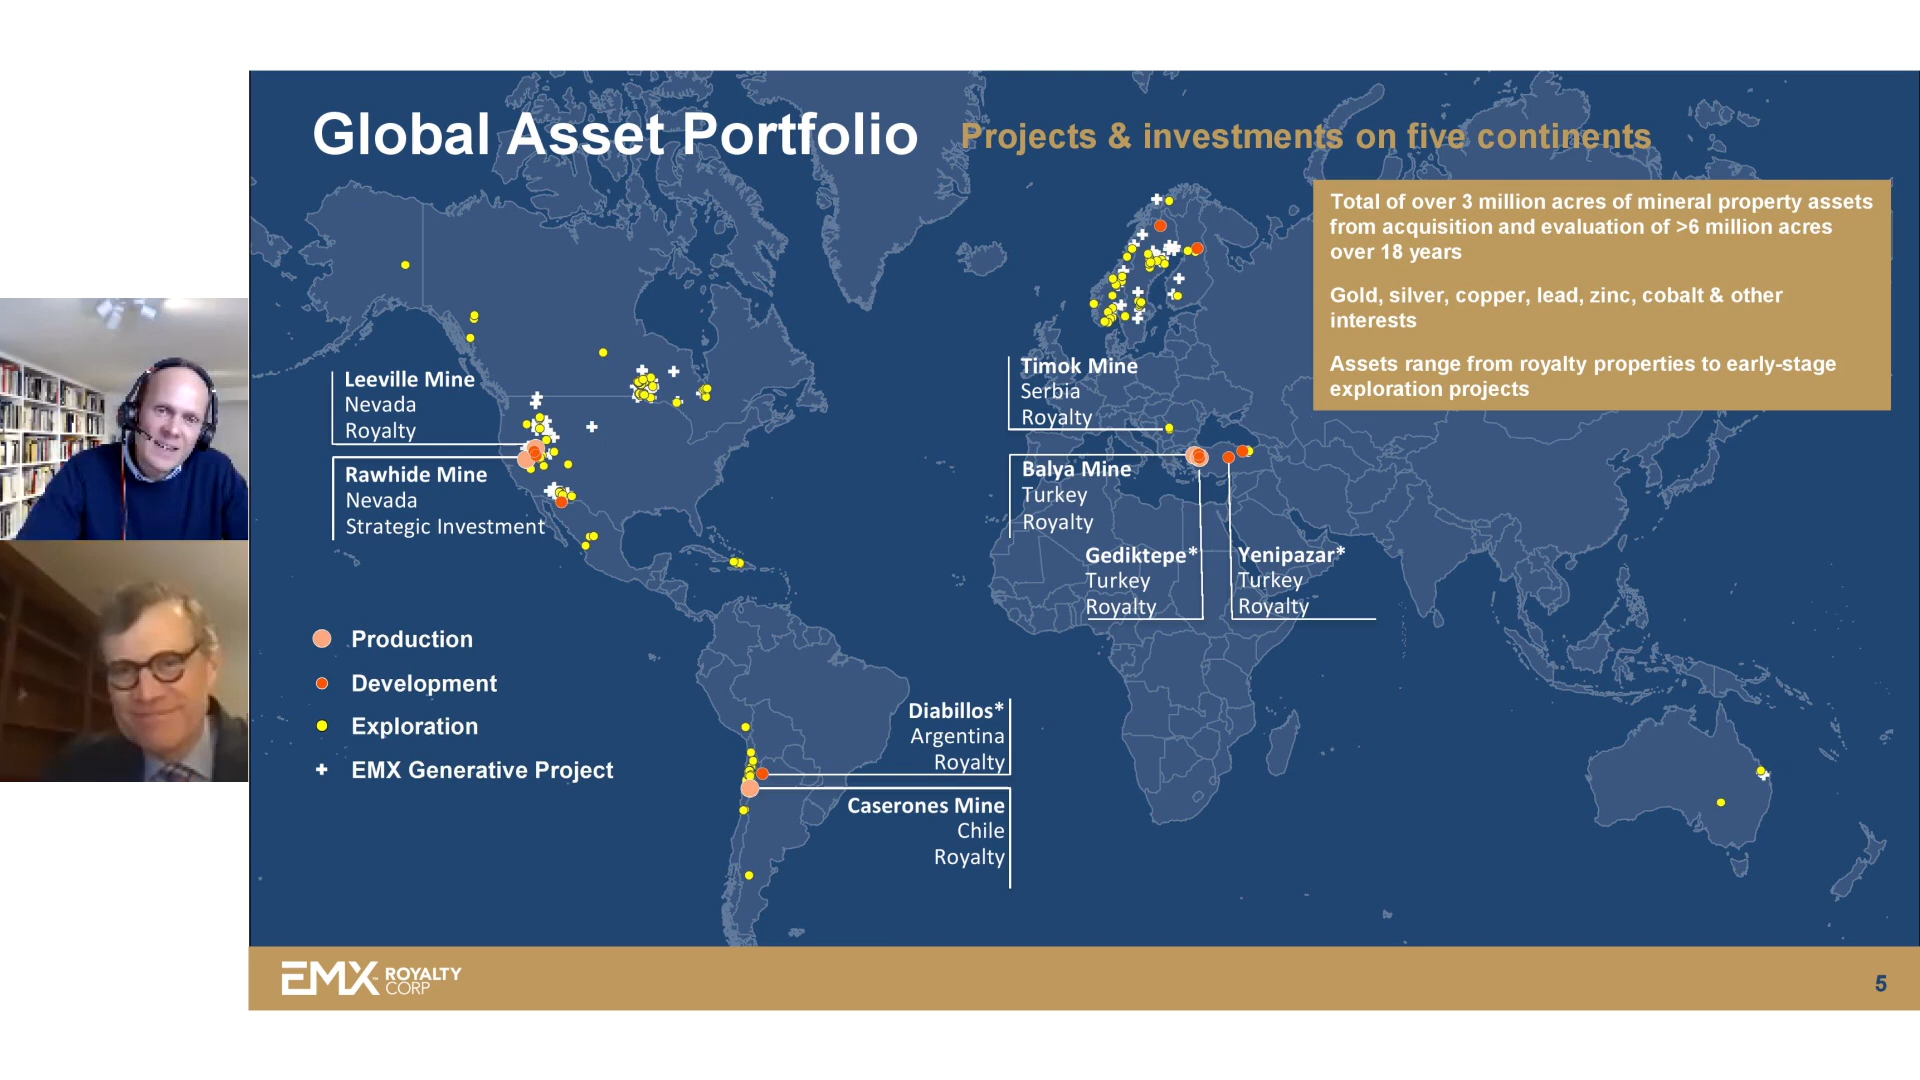 Global Asset Portfolio
Projects & investments on five continents
Total of over 3 million acres of mineral property assets
from acquisition and evaluation of >6 million acres
over 18 years
Gold, silver, copper, lead, zinc, cobalt & other
interests
Assets range from royalty properties to early-stage
exploration projects
Leeville Mine
Nevada
Royalty
Rawhide Mine
Nevada
Strategic Investment
Timok Mine
Serbia
Royalty
Balya Mine
Turkey
Royalty
Gediktepe*
Turkey
Royalty
Yenipazar*
Turkey
Royalty
Production
Development
Exploration
EMX Generative Project
Diabillos*
Argentina
Royalty
Caserones Mine
Chile
Royalty
EMX ROYALTY
CORP
5